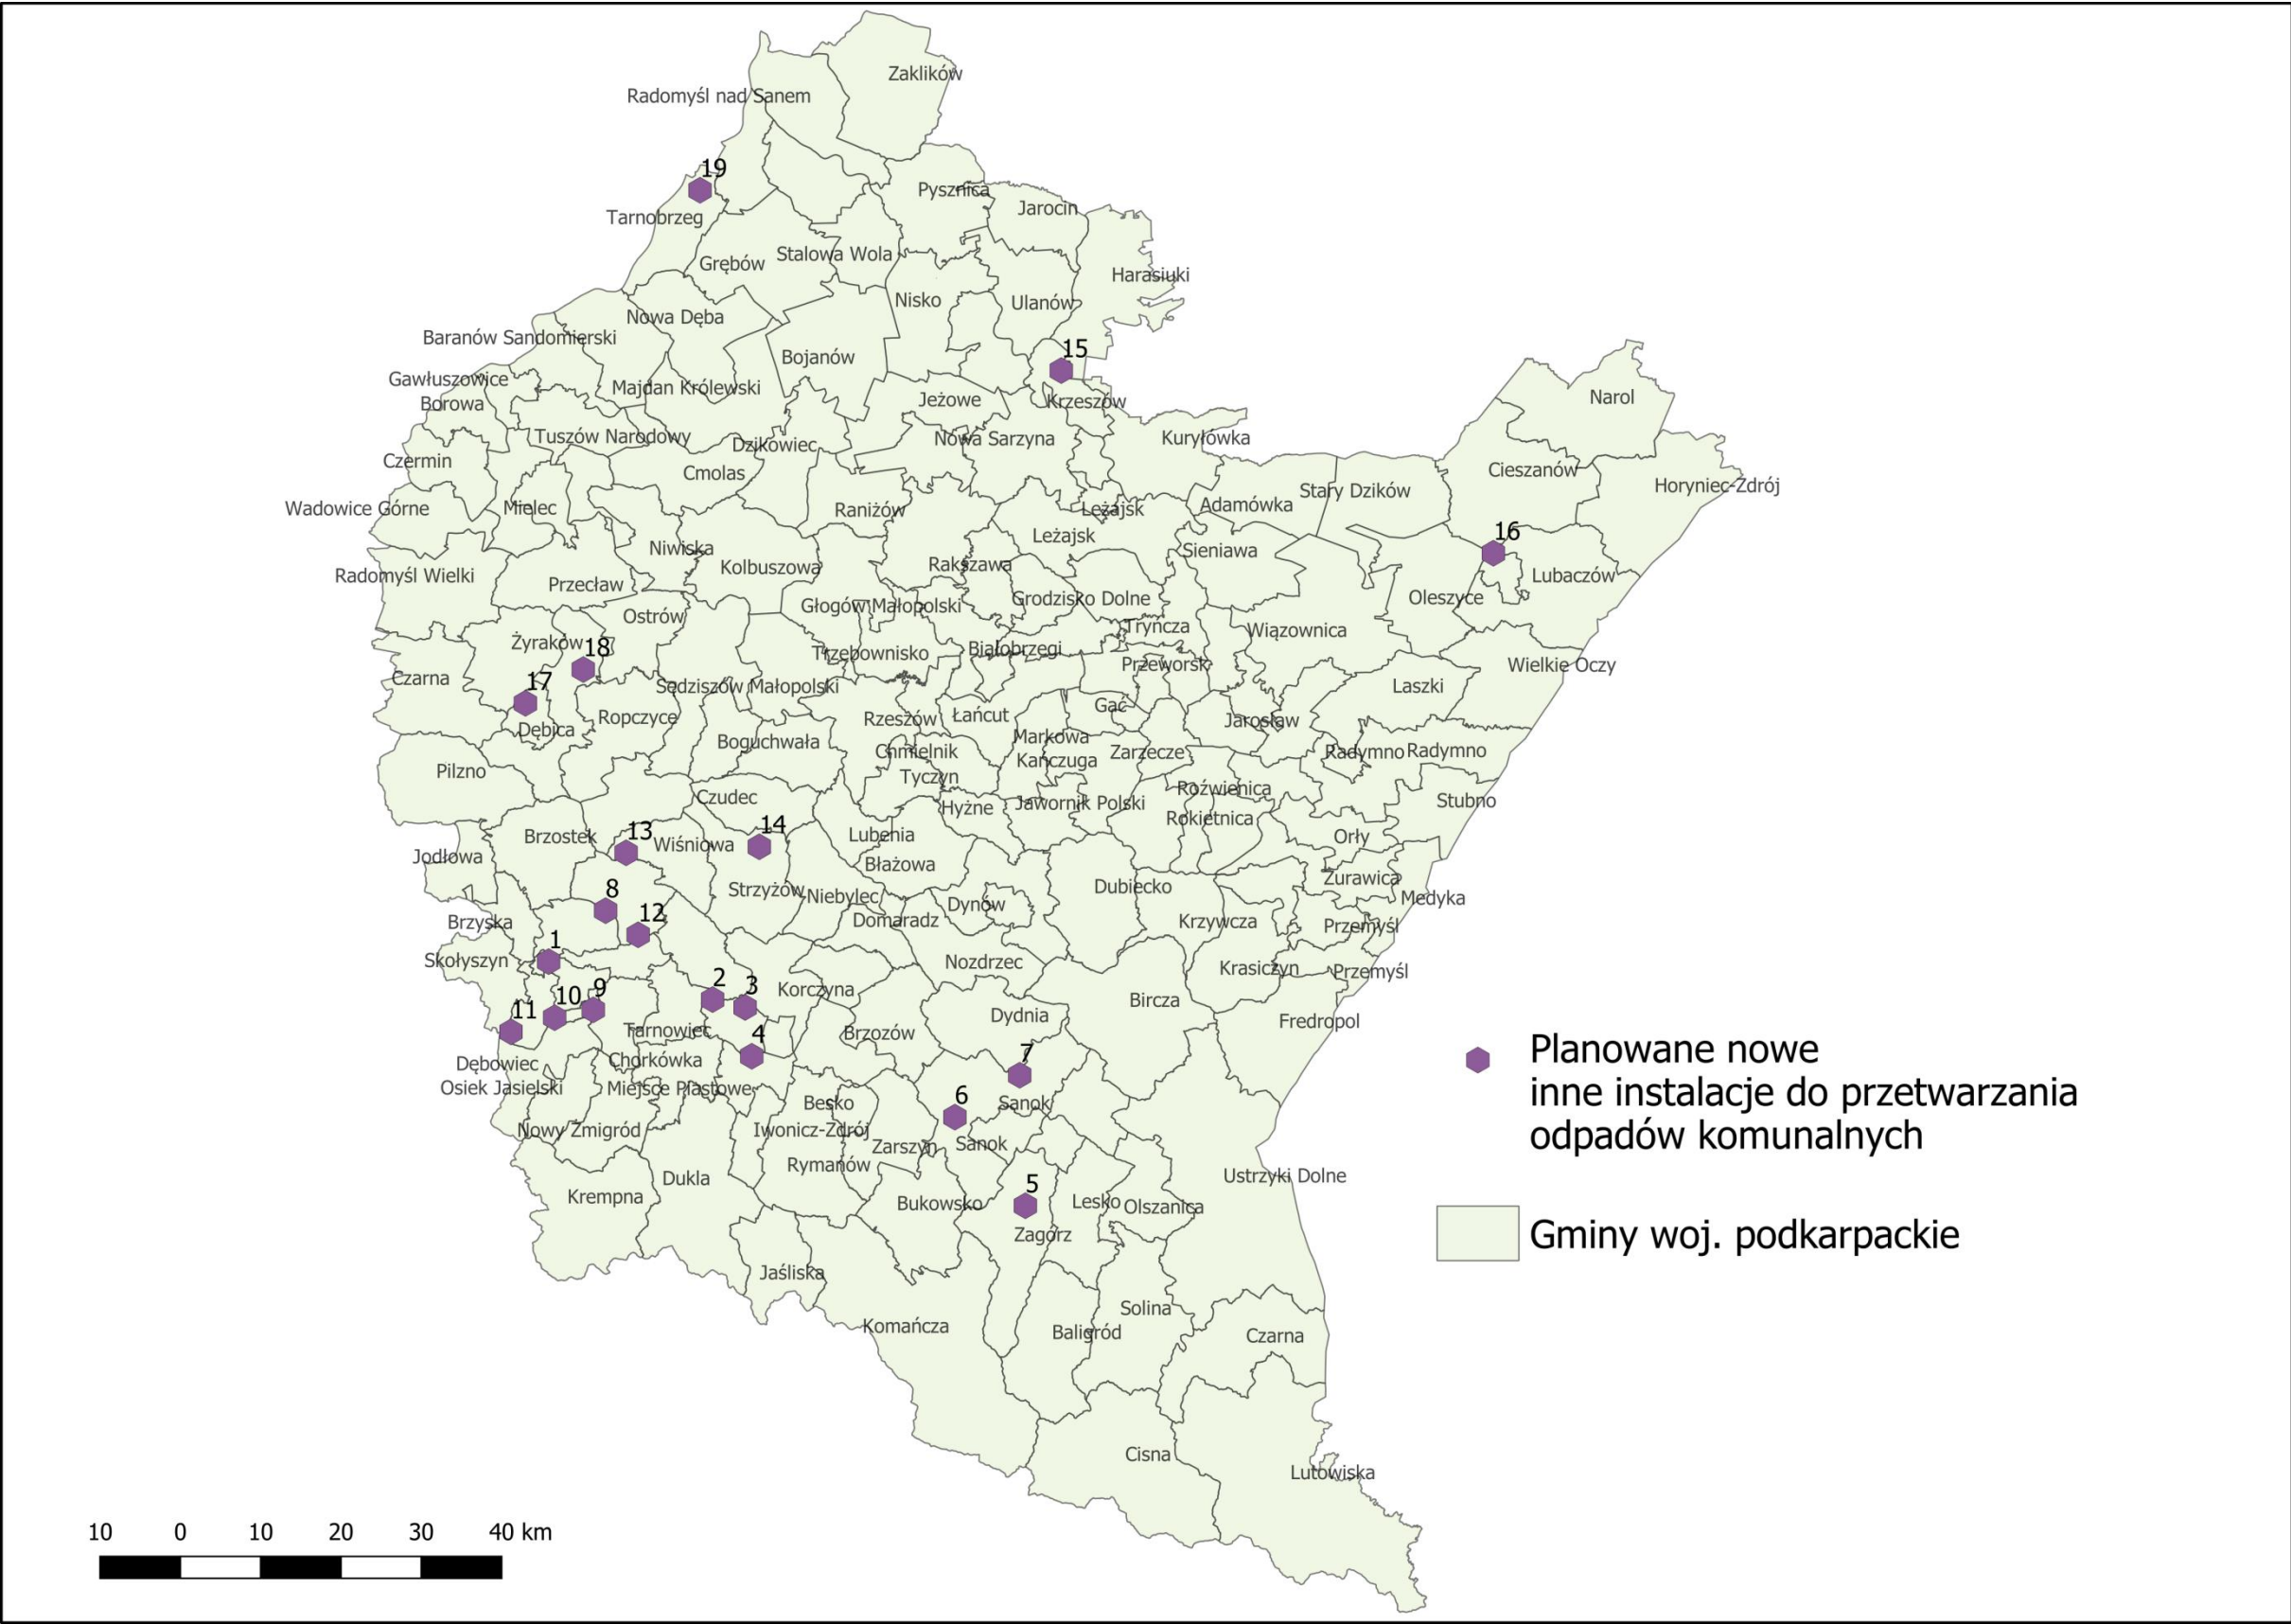 Zaklików
Radomyśl nad Sanem
19
Pysznica
Jarocin
Tarnobrzeg
Stalowa Wola
Grębów
Harasiuki
Nisko
Ulanów
Nowa Dęba
Baranów Sandomierski
15
Bojanów
Gawłuszowice
Majdan Królewski
Narol
Borowa
Jeżowe
Krzeszów
Tuszów Narodowy
Dzikowiec
Nowa Sarzyna
Kuryłówka
Czermin
Cmolas
Cieszanów
Horyniec-Zdrój
Stary Dzików
Wadowice Górne
Mielec
Raniżów
Leżajsk
Adamówka
16
Leżajsk
Niwiska
Sieniawa
Kolbuszowa
Rakszawa
Radomyśl Wielki
Lubaczów
Przecław
Grodzisko Dolne
Oleszyce
Głogów Małopolski
Ostrów
Tryńcza
Wiązownica
Żyraków
18
Białobrzegi
Trzebownisko
Przeworsk
Wielkie Oczy
Czarna
17
Sędziszów Małopolski
Laszki
Gać
Ropczyce
Rzeszów
Łańcut
Jarosław
Dębica
Markowa
Boguchwała
Chmielnik
Zarzecze
Radymno
Radymno
Kańczuga
Pilzno
Tyczyn
Roźwienica
Czudec
Hyżne
Jawornik Polski
Stubno
Rokietnica
14
13
Brzostek
Wiśniowa
Lubenia
Orły
Jodłowa
Błażowa
Żurawica
8
Strzyżów
Niebylec
Dubiecko
Medyka
Dynów
12
Brzyska
Domaradz
Krzywcza
Przemyśl
1
Skołyszyn
Nozdrzec
Krasiczyn
Przemyśl
2
3
9
10
Korczyna
Bircza
11
Dydnia
Fredropol
Tarnowiec
4
Brzozów
7
Dębowiec
Chorkówka
Osiek Jasielski
Miejsce Piastowe
6
Besko
Sanok
Nowy Żmigród
Iwonicz-Zdrój
Zarszyn
Sanok
Rymanów
Dukla
Ustrzyki Dolne
5
Krempna
Bukowsko
Lesko
Olszanica
Zagórz
Jaśliska
Solina
Komańcza
Baligród
Czarna
Cisna
Lutowiska
Planowane nowe
inne instalacje do przetwarzania
odpadów komunalnych
Gminy woj. podkarpackie
10 0 10 20 30 40 km